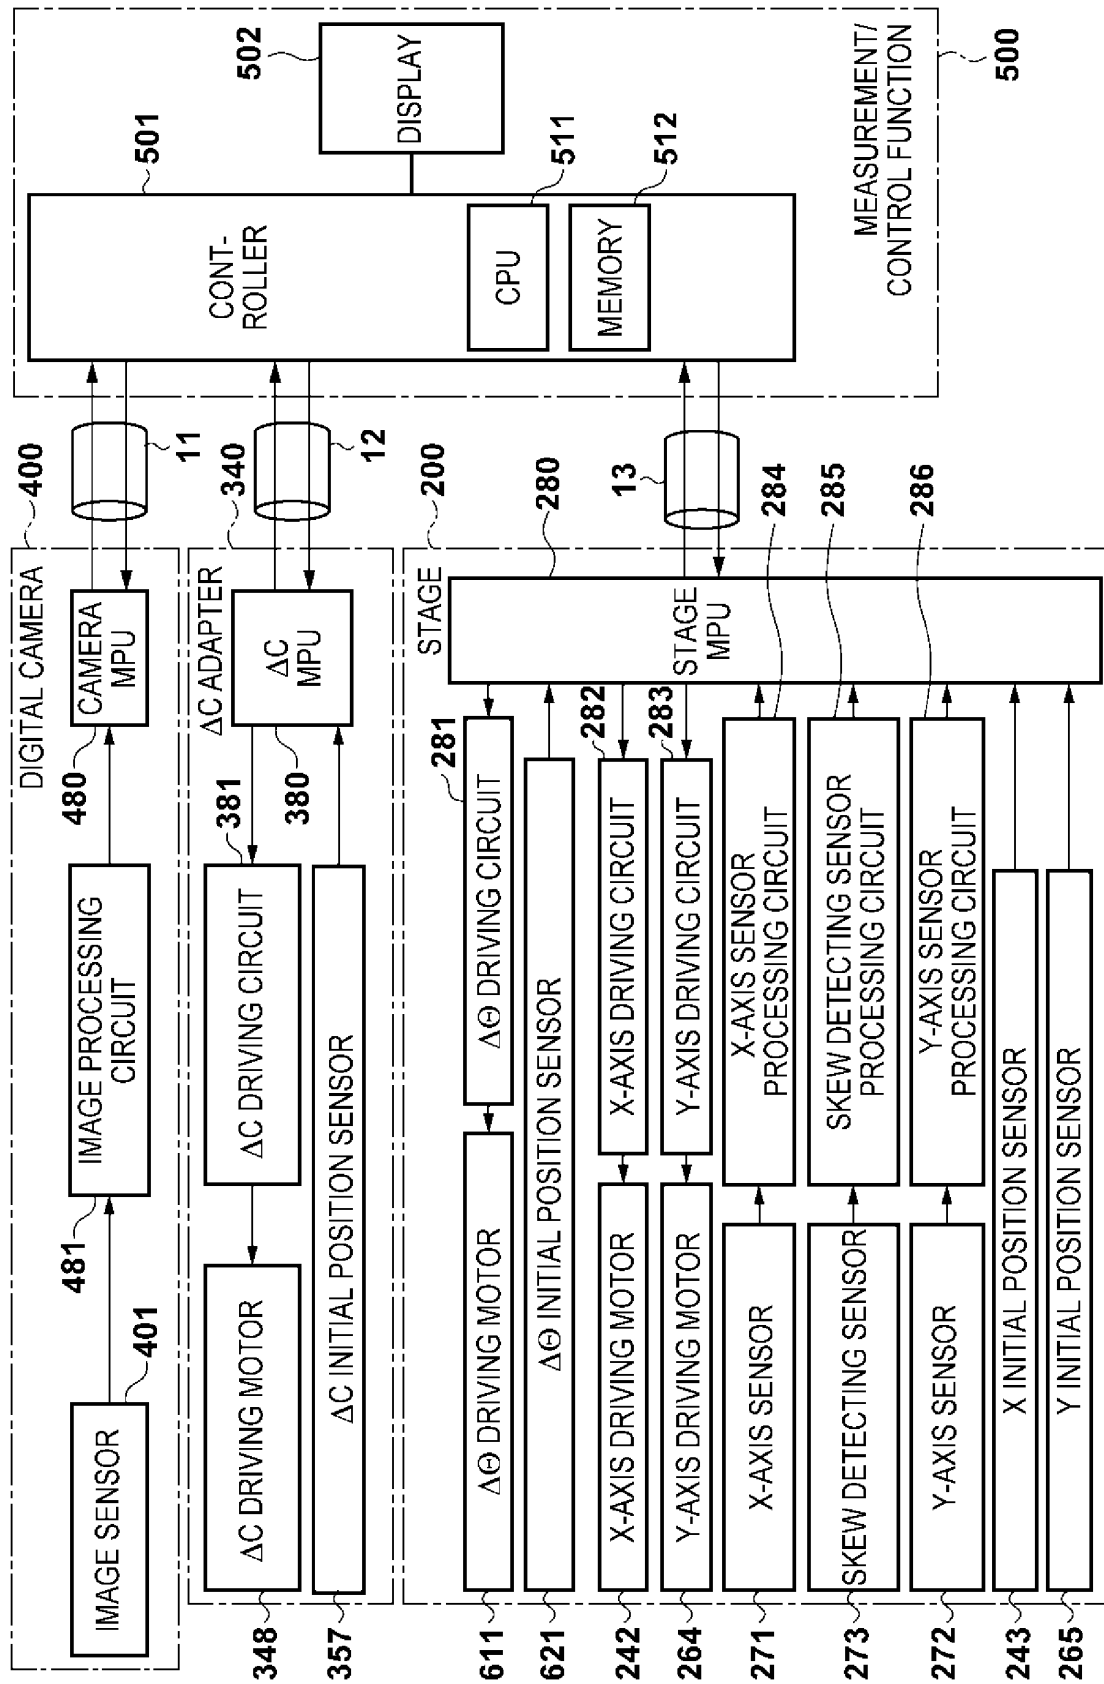 DIGITAL CAMERA
400
IMAGE SENSOR
401
IMAGE PROCESSING
CIRCUIT
481
CAMERA
MPU
480
11
ΔC ADAPTER
340
ΔC DRIVING MOTOR
348
ΔC DRIVING CIRCUIT
381
ΔC
MPU
380
ΔC INITIAL POSITION SENSOR
357
12
STAGE
200
ΔΘ DRIVING MOTOR
611
ΔΘ DRIVING CIRCUIT
281
ΔΘ INITIAL POSITION SENSOR
621
X-AXIS DRIVING MOTOR
242
X-AXIS DRIVING CIRCUIT
282
Y-AXIS DRIVING MOTOR
264
Y-AXIS DRIVING CIRCUIT
283
X-AXIS SENSOR
271
X-AXIS SENSOR
PROCESSING CIRCUIT
284
SKEW DETECTING SENSOR
273
SKEW DETECTING SENSOR
PROCESSING CIRCUIT
285
Y-AXIS SENSOR
272
Y-AXIS SENSOR
PROCESSING CIRCUIT
286
X INITIAL POSITION SENSOR
243
Y INITIAL POSITION SENSOR
265
STAGE
MPU
280
13
CONT-
ROLLER
501
CPU
511
MEMORY
512
DISPLAY
502
MEASUREMENT/
CONTROL FUNCTION
500